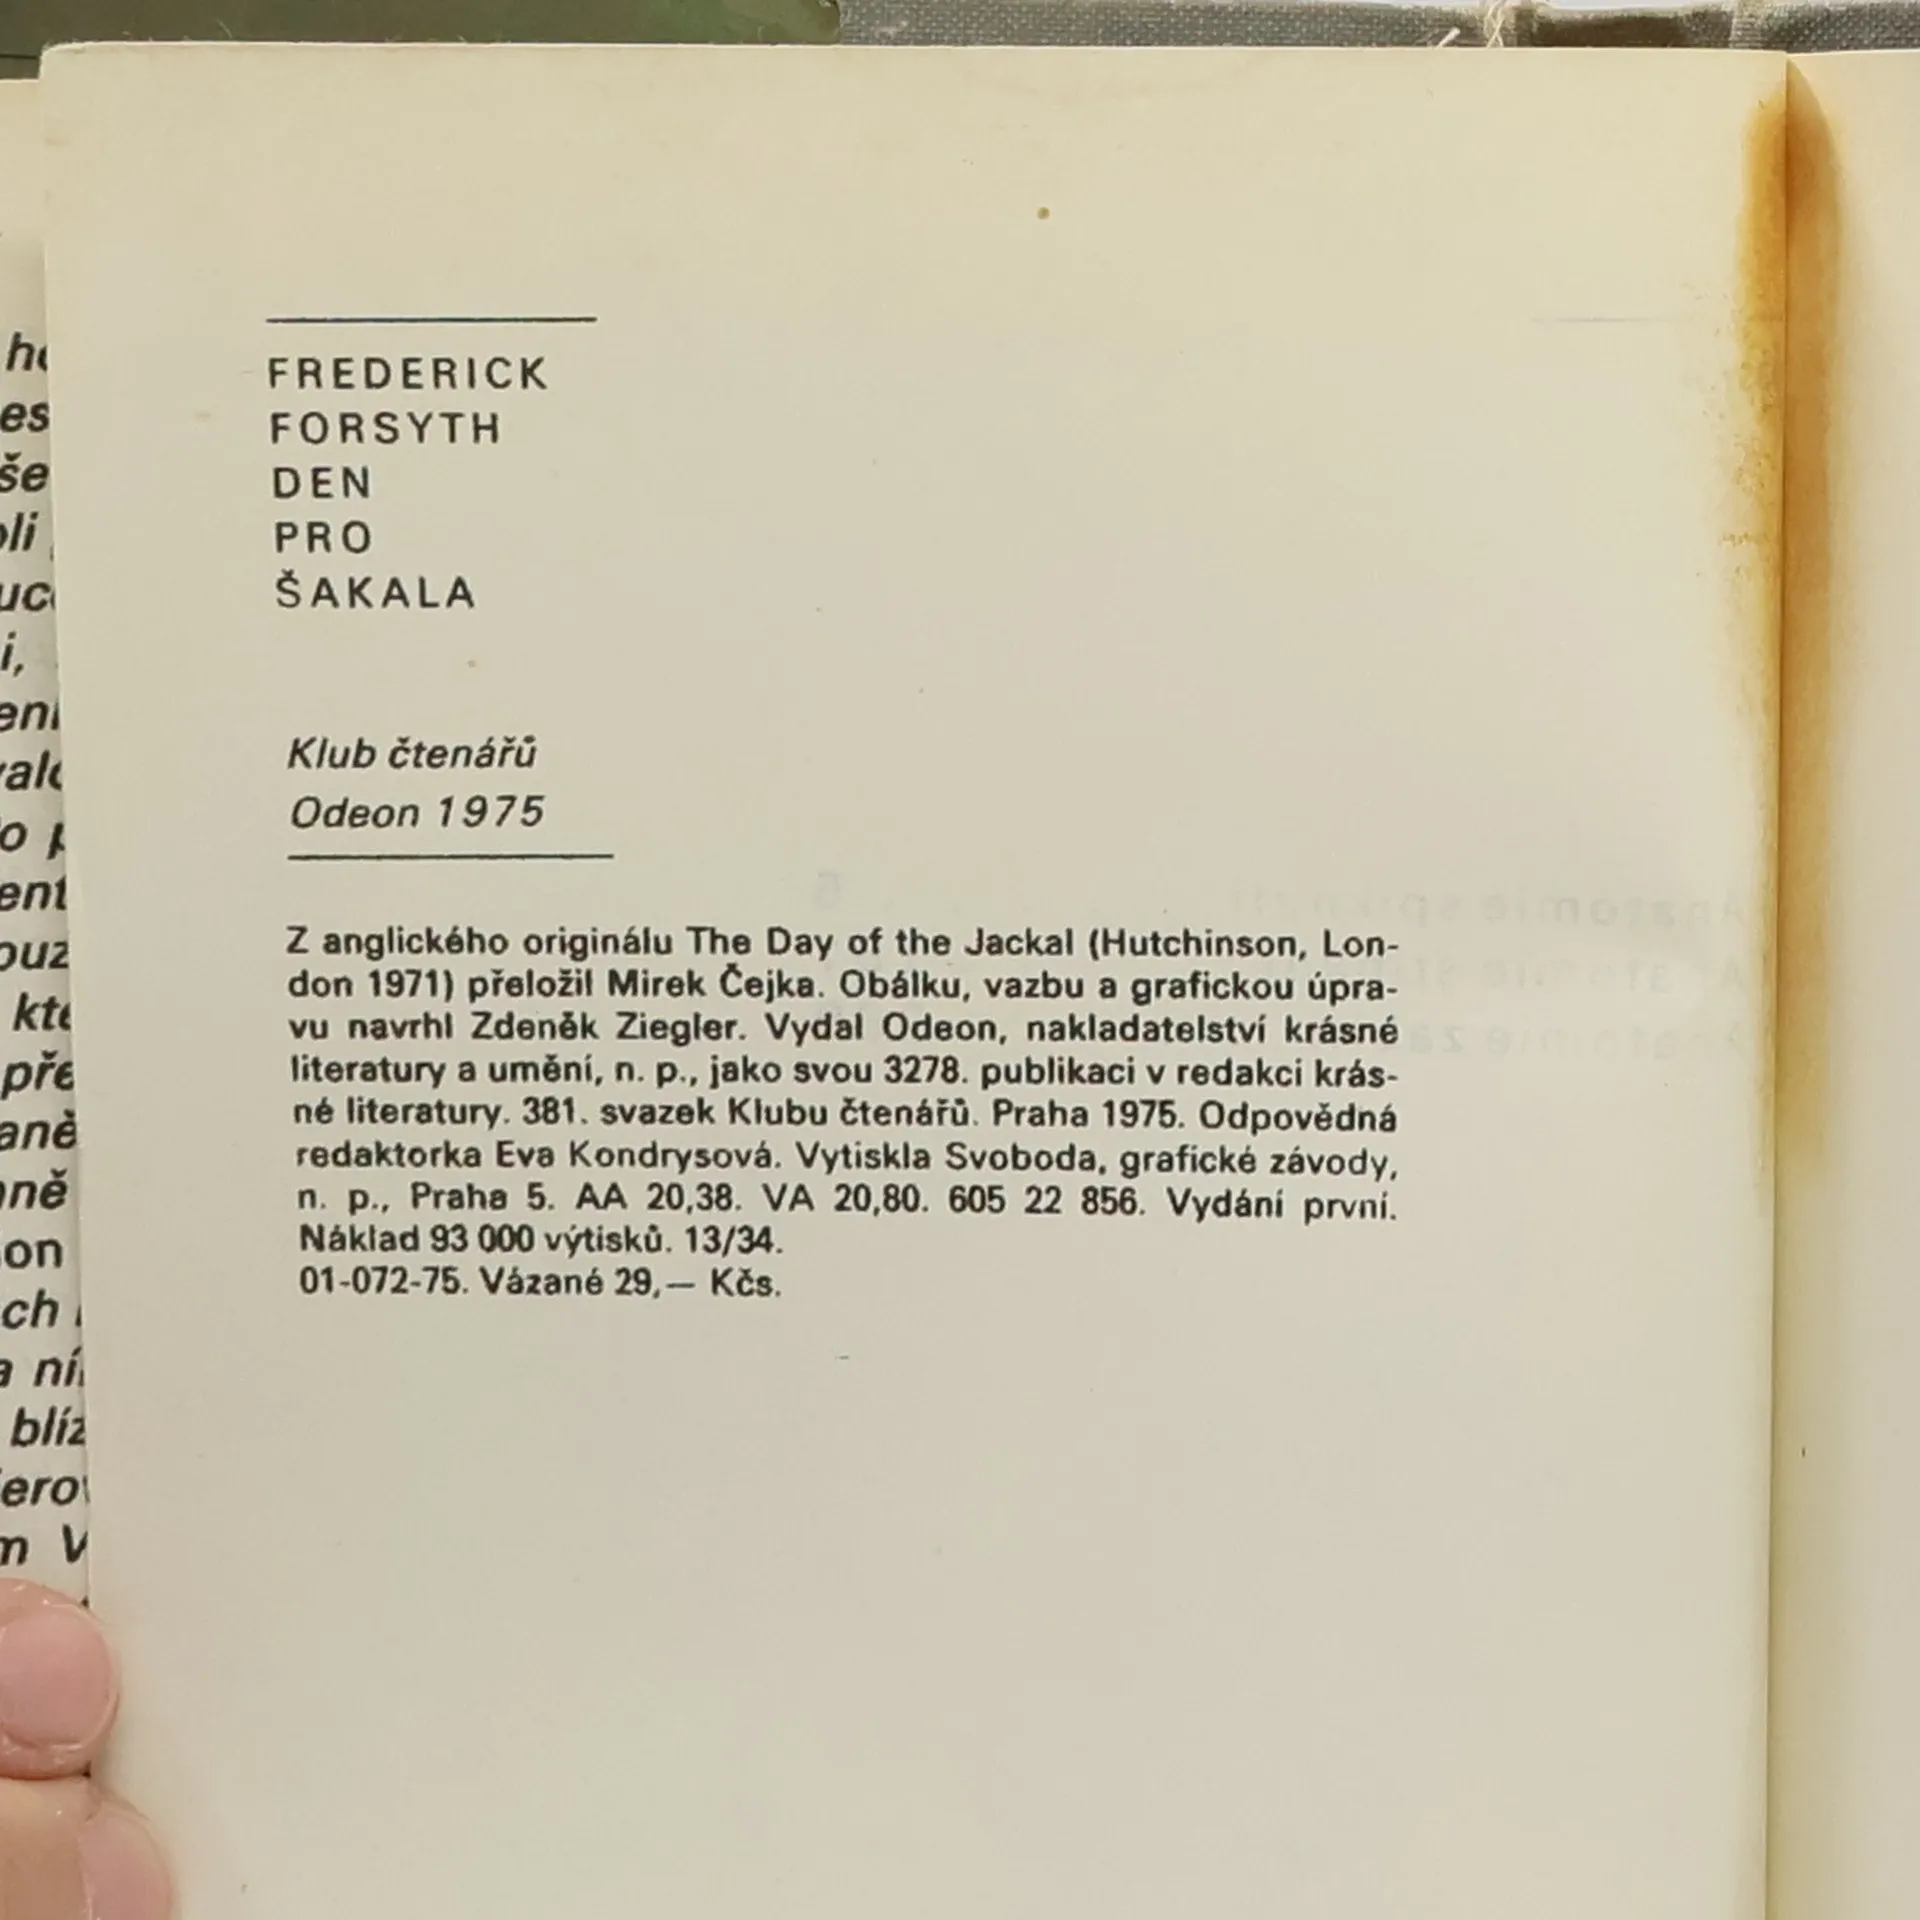 FREDERICK
FORSYTH
DEN
PRO
ŠAKALA
Klub čtenářů
Odeon 1975
Z anglického originálu The Day of the Jackal (Hutchinson, Lon-
don 1971) přeložil Mirek Čejka. Obálku, vazbu a grafickou úpra-
vu navrhl Zdeněk Ziegler. Vydal Odeon, nakladatelství krásné
literatury a umění, n. p., jako svou 3278. publikaci v redakci krás-
né literatury. 381. svazek Klubu čtenářů. Praha 1975. Odpovědná
redaktorka Eva Kondrysová. Vytiskla Svoboda, grafické závody,
n. p., Praha 5. AA 20,38. VA 20,80. 605 22 856. Vydání první.
Náklad 93 000 výtisků. 13/34.
01-072-75. Vázané 29,— Kčs.